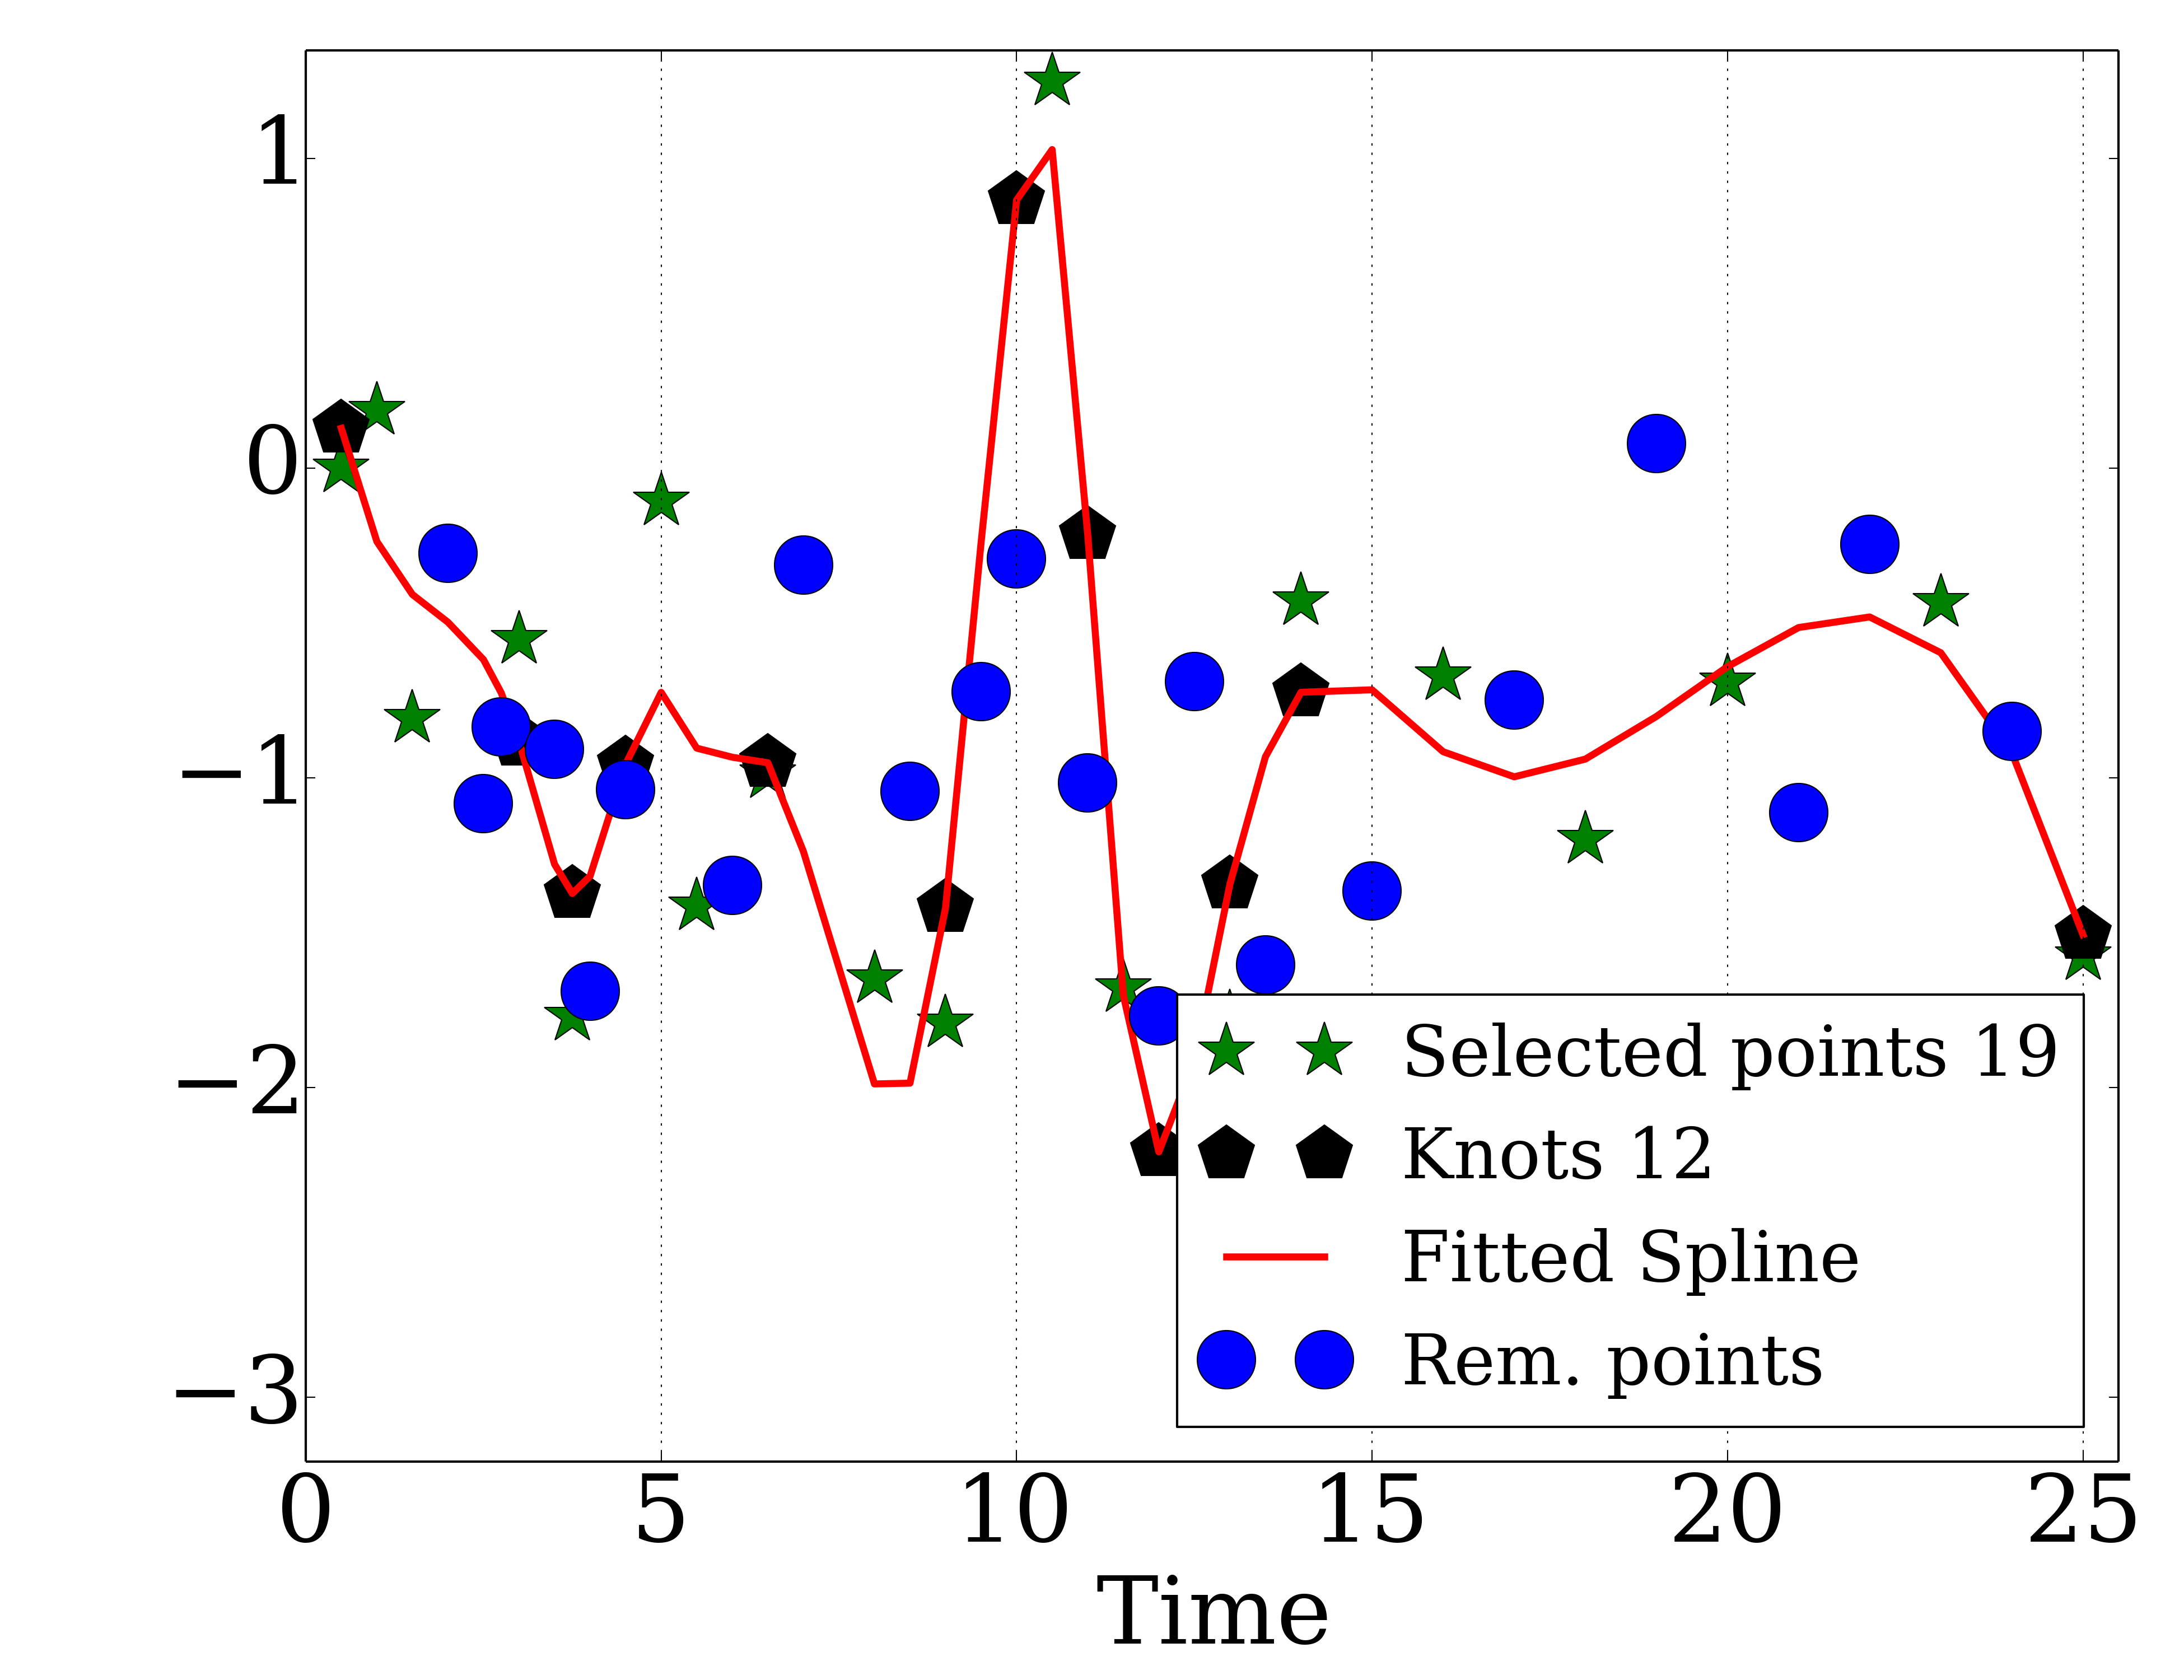 1
0
−1
−2
−3
Selected points 19
Knots 12
Fitted Spline
Rem. points
0 5 10 15 20 25
Time